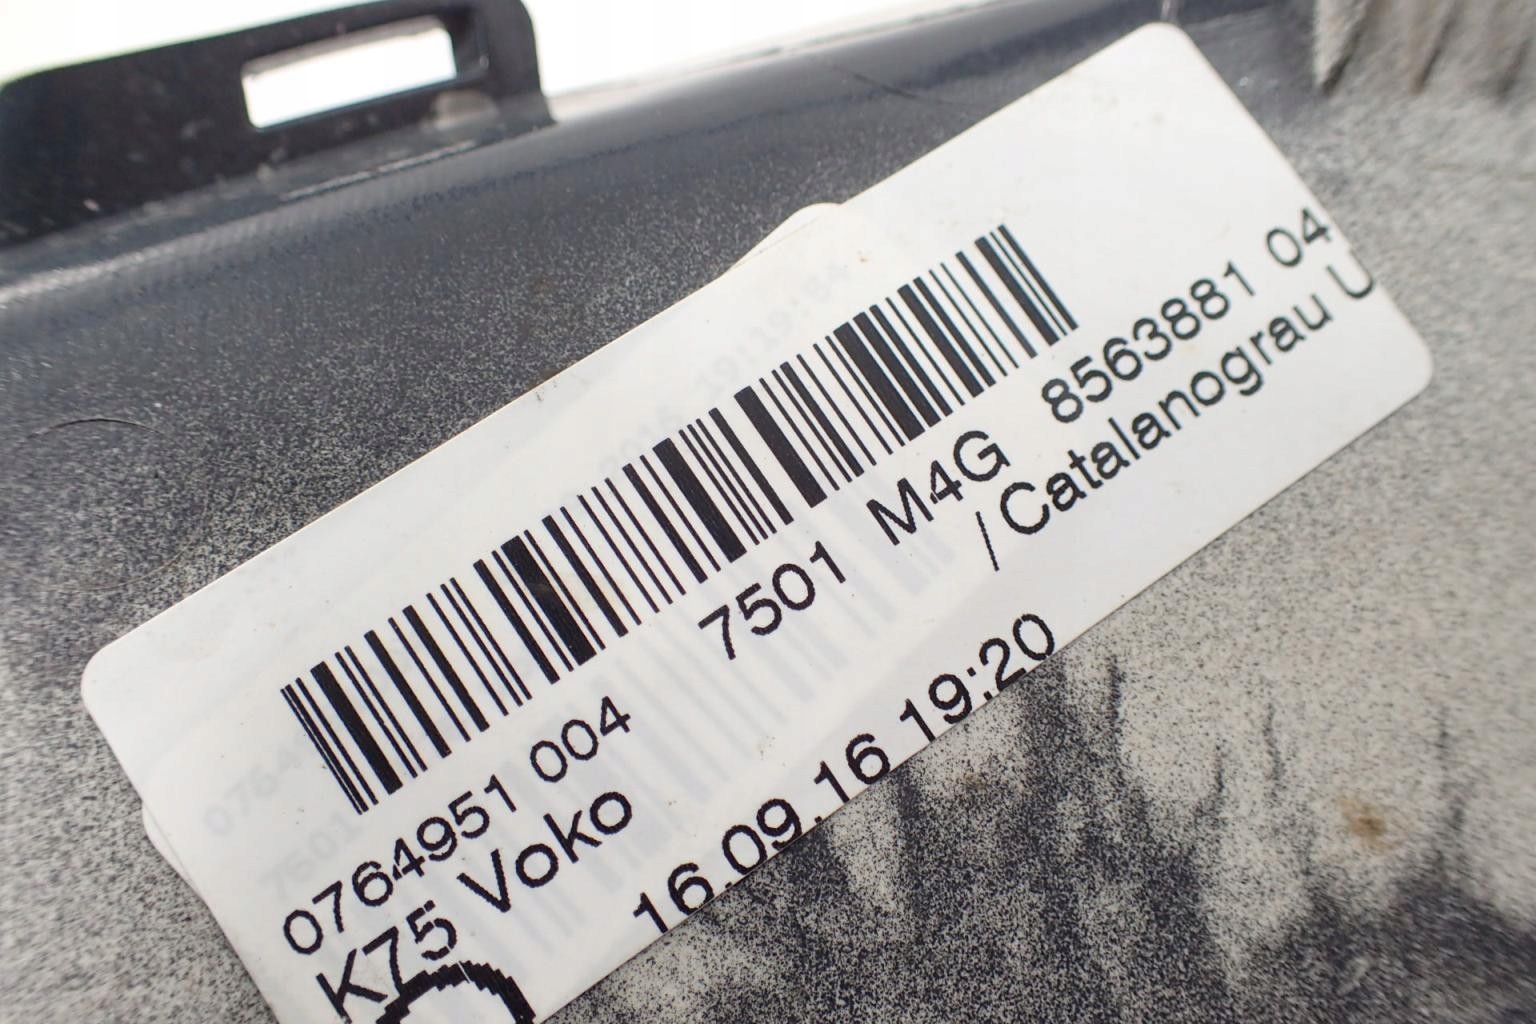 0764951 004 7501 M4G 8563881 04
K75 Voko / Catalanograu U
16.09.16 19:20